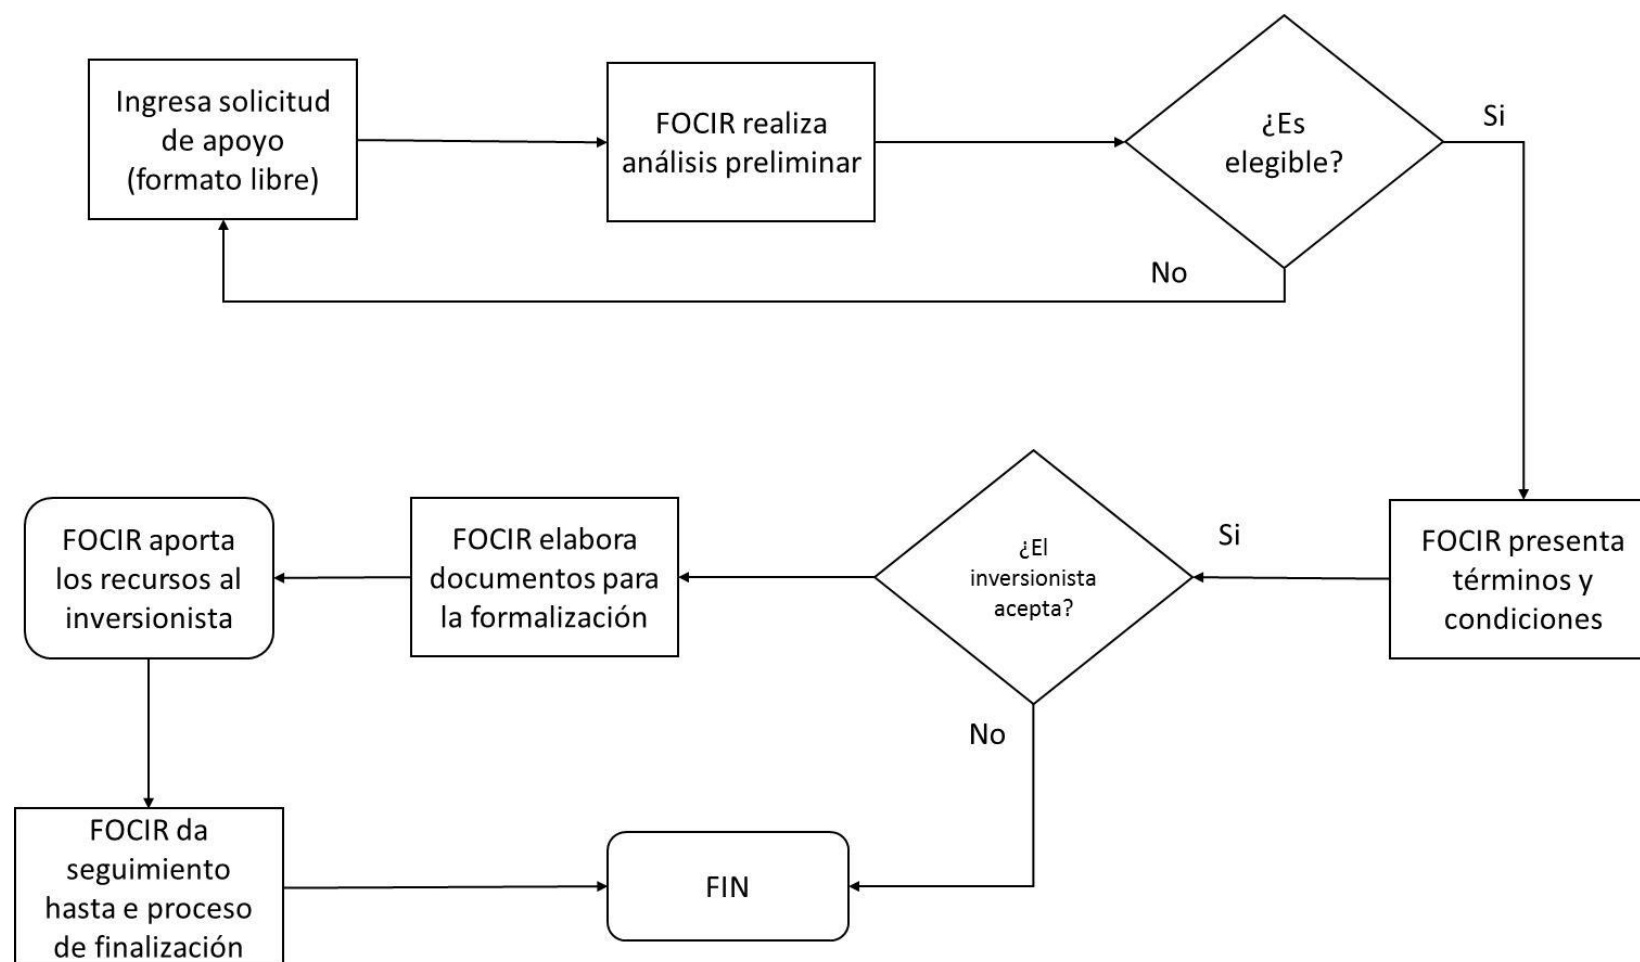 Ingresa solicitud
de apoyo
(formato libre)
FOCIR realiza
análisis preliminar
¿Es
elegible?
Si
No
FOCIR presenta
términos y
condiciones
Si
¿El
inversionista
acepta?
No
FOCIR elabora
documentos para
la formalización
FOCIR aporta
los recursos al
inversionista
FOCIR da
seguimiento
hasta e proceso
de finalización
FIN